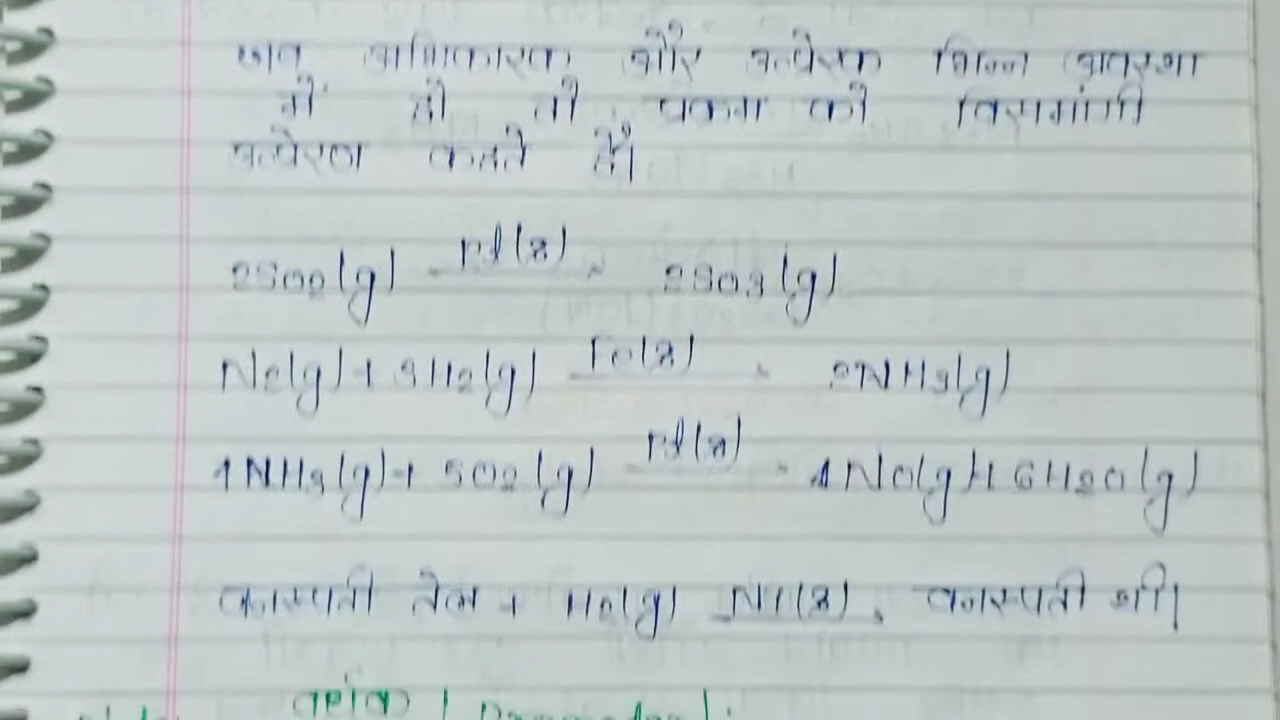 जब अभिकारक और उत्प्रेरक भिन्न अवस्था
में हो तो प्रक्रम को विषमांगी
उत्प्रेरण कहते हैं।
2SO2(g) Pt(s) → 2SO3(g)
N2(g) + 3H2(g) Fe(s) → 2NH3(g)
4NH3(g) + 5O2(g) Pt(s) → 4NO(g) + 6H2O(g)
वनस्पती तेल + H2(g) Ni(s) → वनस्पती घी।